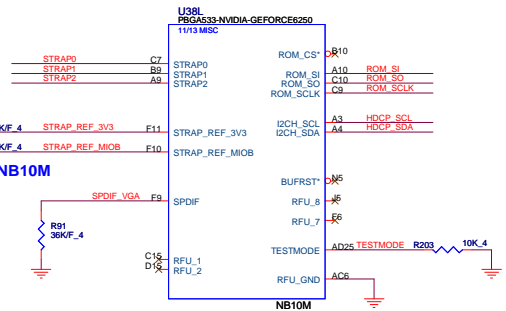 U38L
PBGA533-NVIDIA-GEFORCE6250
11/13 MISC
STRAP0 C7 STRAP0
STRAP1 B9 STRAP1
STRAP2 A9 STRAP2
ROM_CS* B10
ROM_SI A10 ROM_SI
ROM_SO C10 ROM_SO
ROM_SCLK C9 ROM_SCLK
I2CH_SCL A3 HDCP_SCL
I2CH_SDA A4 HDCP_SDA
K/F_4 STRAP_REF_3V3 F11 STRAP_REF_3V3
K/F_4 STRAP_REF_MIOB F10 STRAP_REF_MIOB
NB10M
BUFRST* N5
SPDIF_VGA F9 SPDIF
RFU_8 J5
RFU_7 F6
R91
36K/F_4
TESTMODE AD25 TESTMODE R203 10K_4
C15 RFU_1
D15 RFU_2
RFU_GND AC6
NB10M